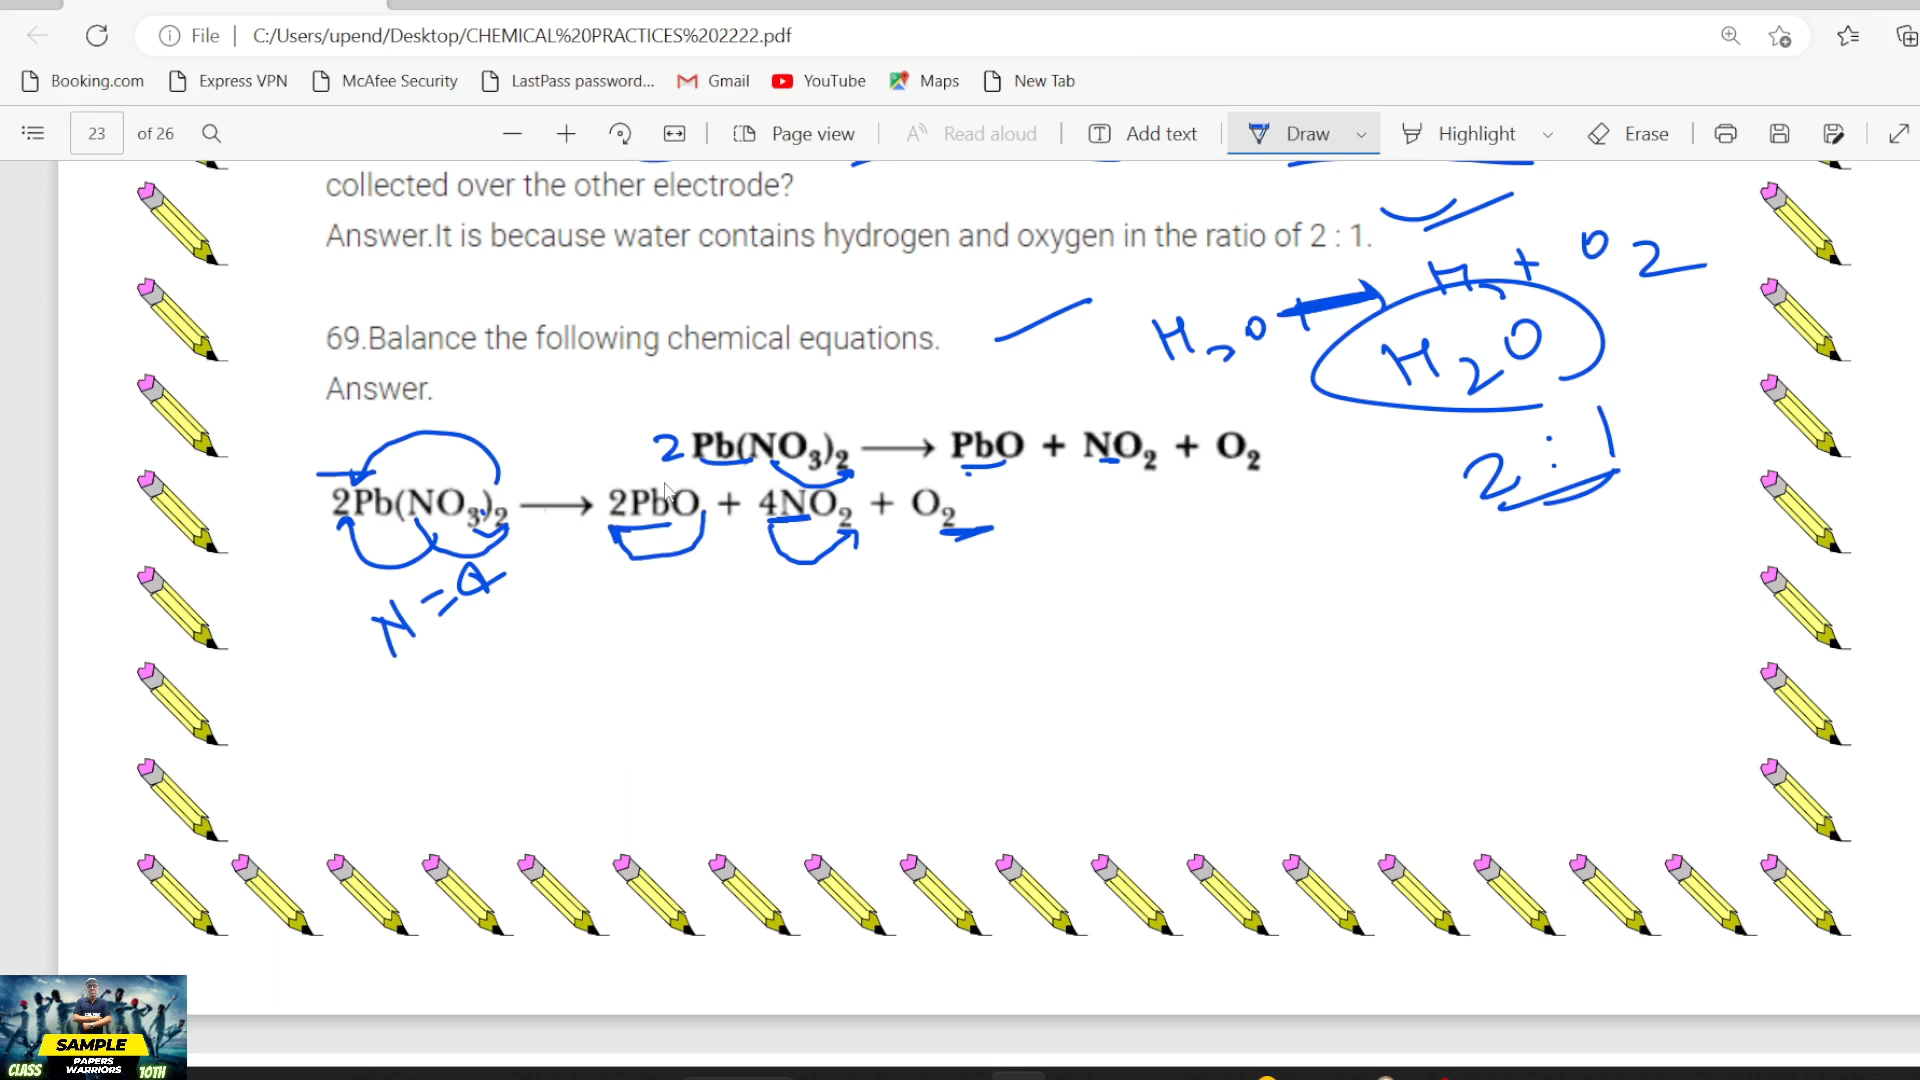 File | C:/Users/upend/Desktop/CHEMICAL%20PRACTICES%202222.pdf
Booking.com Express VPN McAfee Security LastPass password... Gmail YouTube Maps New Tab
23 of 26 Page view Read aloud Add text Draw Highlight Erase
collected over the other electrode?
Answer.It is because water contains hydrogen and oxygen in the ratio of 2 : 1.
H₂ + O₂
H₂O
H₂O
69.Balance the following chemical equations.
Answer.
2 Pb(NO₃)₂ ⟶ PbO + NO₂ + O₂
2 : 1
2Pb(NO₃)₂ ⟶ 2PbO + 4NO₂ + O₂
N = 4
SAMPLE
PAPERS
WARRIORS
CLASS 10TH